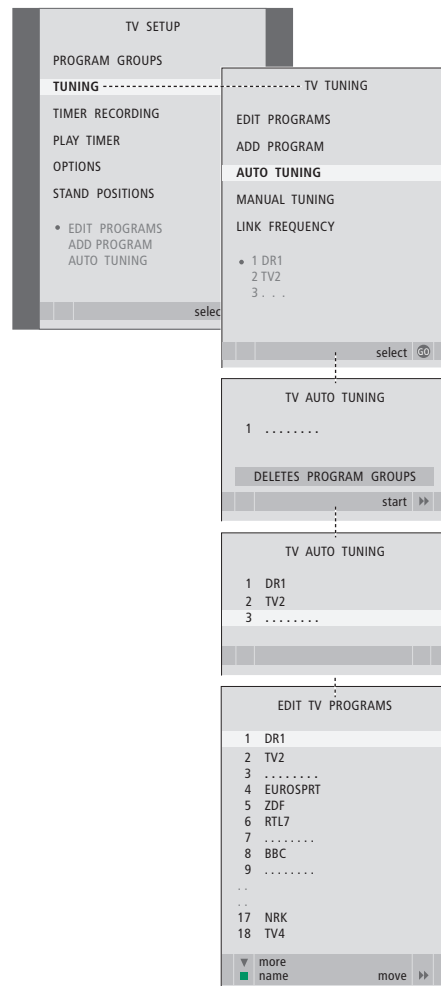 TV SETUP
PROGRAM GROUPS
TUNING
TIMER RECORDING
PLAY TIMER
OPTIONS
STAND POSITIONS
• EDIT PROGRAMS
ADD PROGRAM
AUTO TUNING
selec
TV TUNING
EDIT PROGRAMS
ADD PROGRAM
AUTO TUNING
MANUAL TUNING
LINK FREQUENCY
• 1 DR1
2 TV2
3 . . .
select GO
TV AUTO TUNING
1 ........
DELETES PROGRAM GROUPS
start
TV AUTO TUNING
1 DR1
2 TV2
3 ........
EDIT TV PROGRAMS
1 DR1
2 TV2
3 ........
4 EUROSPRT
5 ZDF
6 RTL7
7 ........
8 BBC
9 ........
. .
. .
17 NRK
18 TV4
more
name move